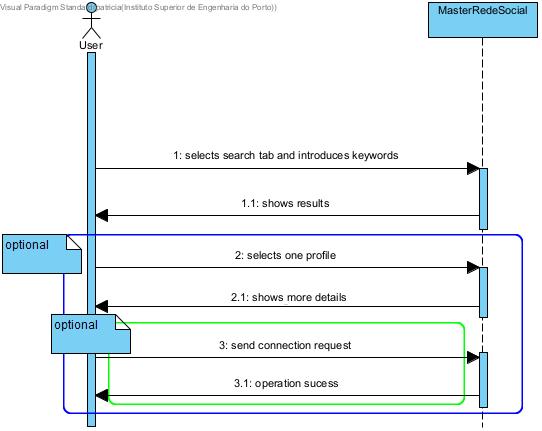 Visual Paradigm Standard(patricia(Instituto Superior de Engenharia do Porto))
MasterRedeSocial
User
1: selects search tab and introduces keywords
1.1: shows results
optional
2: selects one profile
2.1: shows more details
optional
3: send connection request
3.1: operation sucess